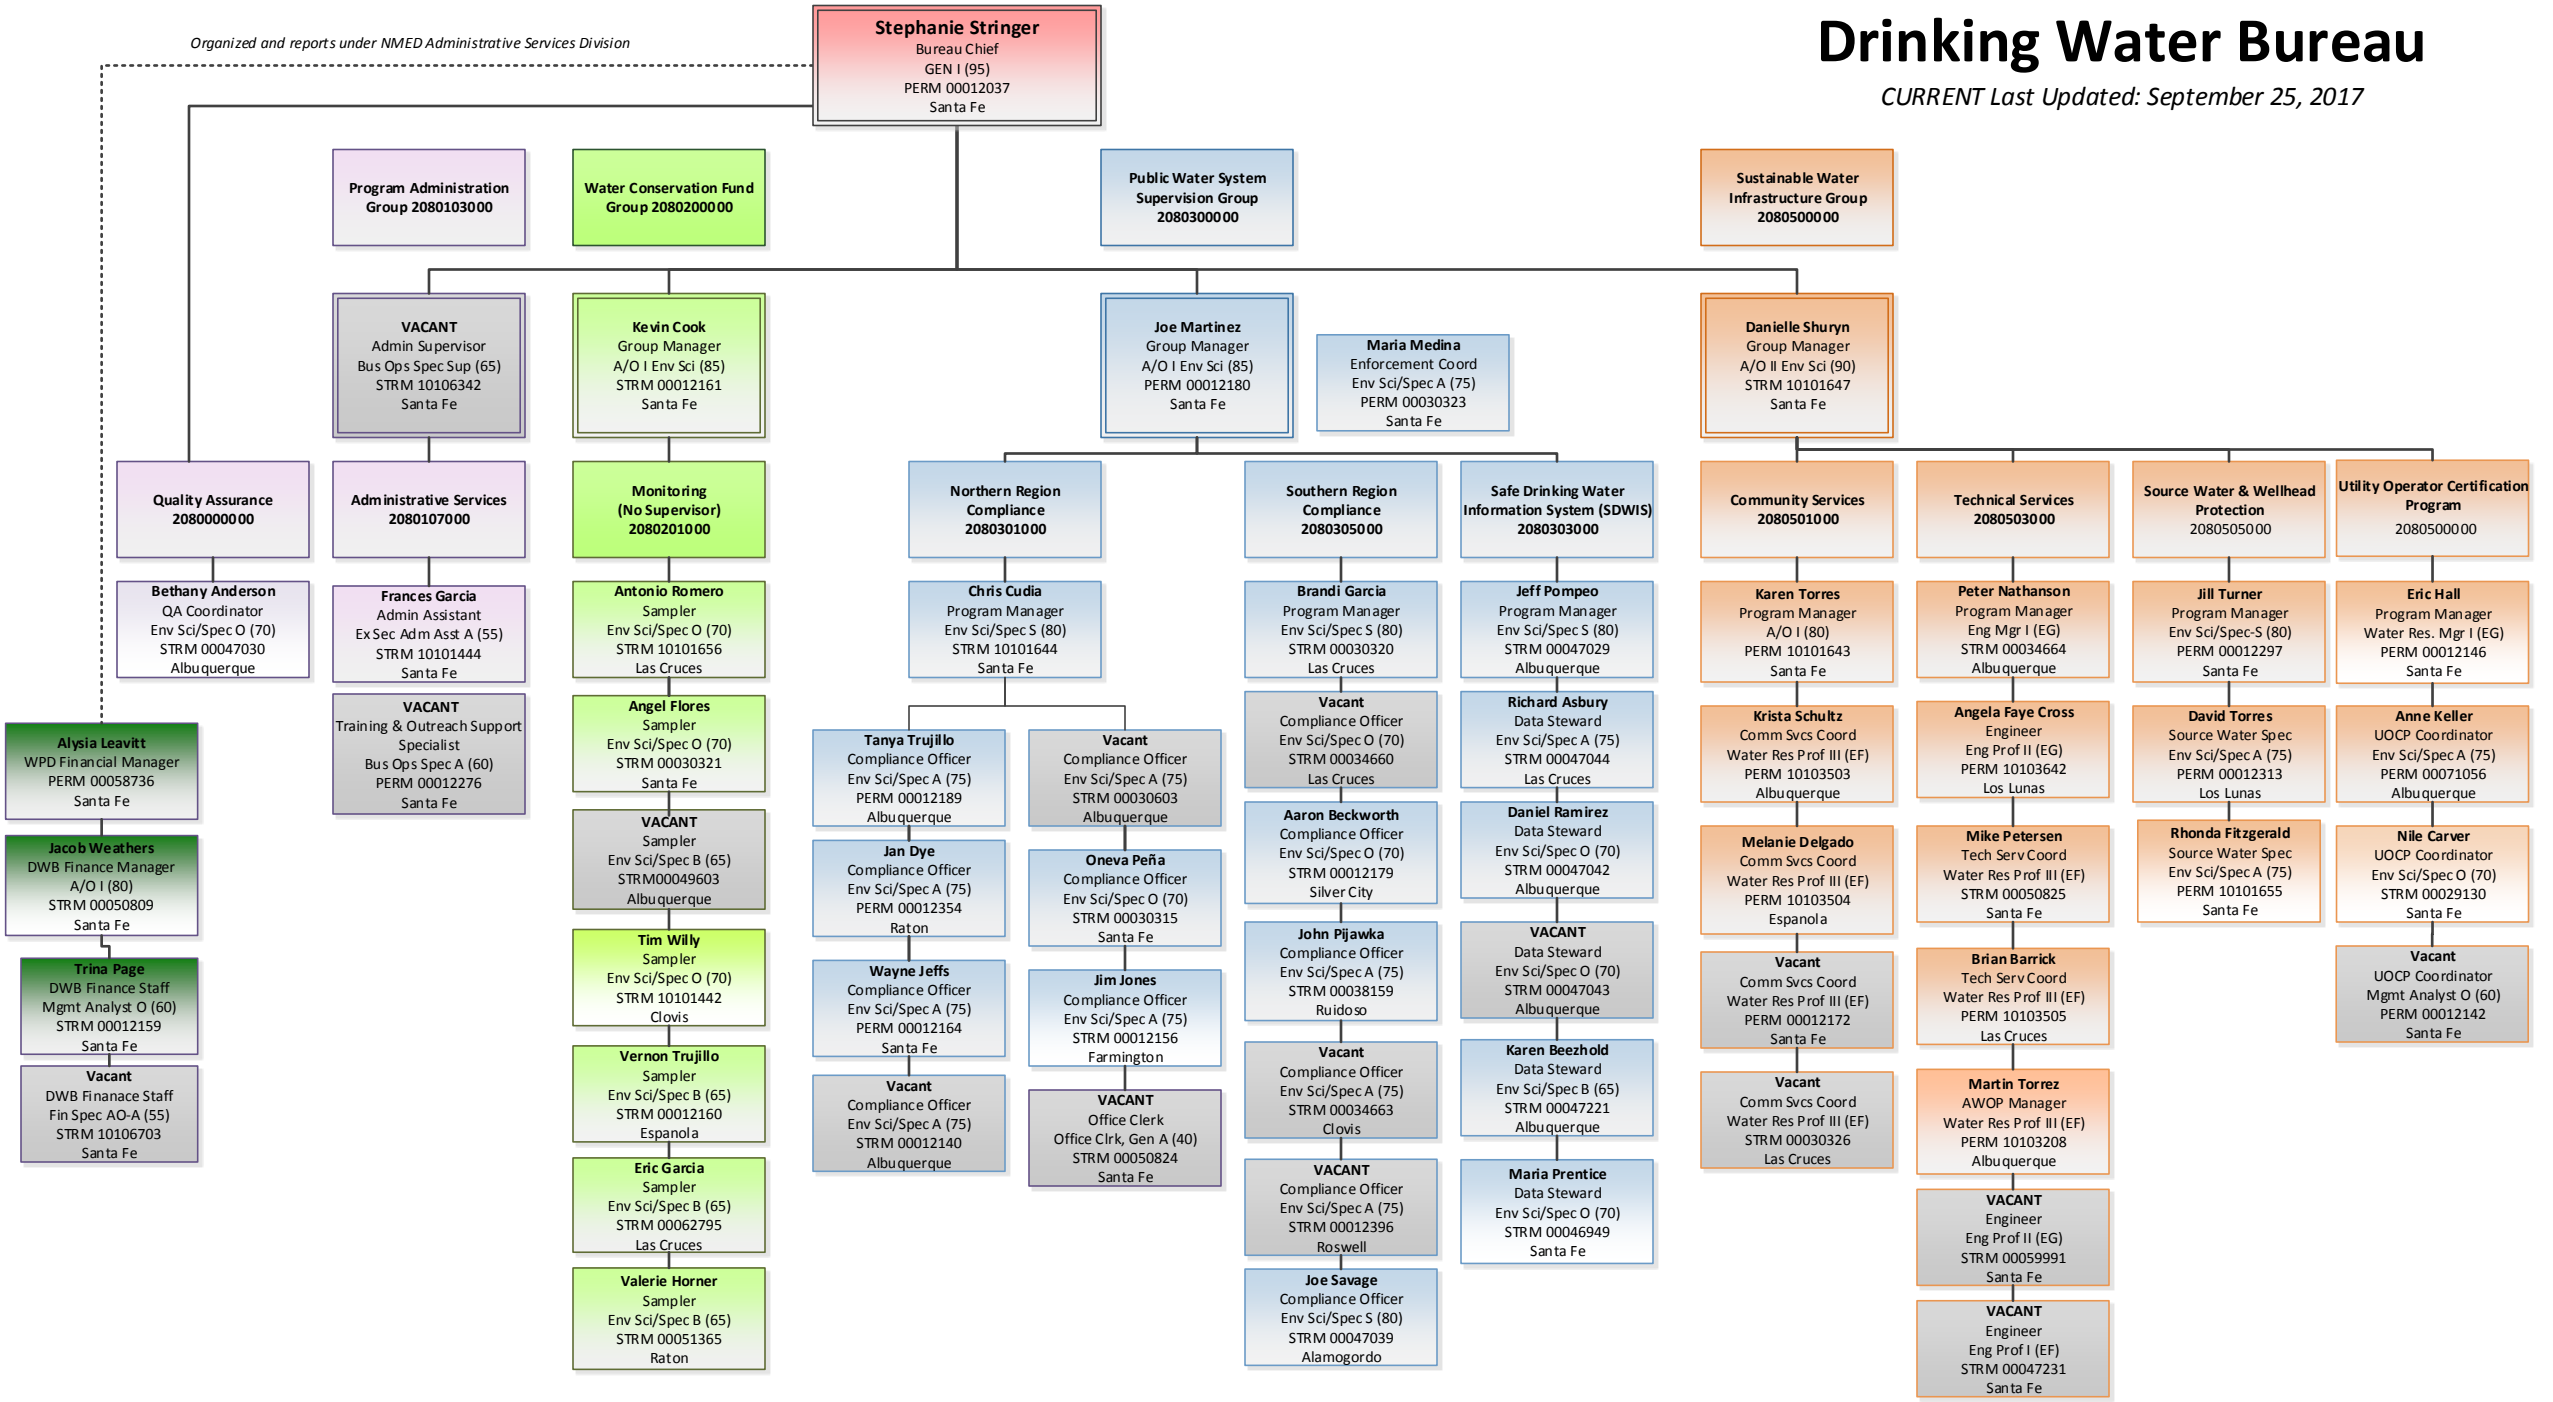 Drinking Water Bureau
CURRENT Last Updated: September 25, 2017
Organized and reports under NMED Administrative Services Division
Stephanie Stringer
Bureau Chief
GEN I (95)
PERM 00012037
Santa Fe
Program Administration
Group 2080103000
Water Conservation Fund
Group 2080200000
Public Water System
Supervision Group
2080300000
Sustainable Water
Infrastructure Group
2080500000
VACANT
Admin Supervisor
Bus Ops Spec Sup (65)
STRM 10106342
Santa Fe
Kevin Cook
Group Manager
A/O I Env Sci (85)
STRM 00012161
Santa Fe
Joe Martinez
Group Manager
A/O I Env Sci (85)
PERM 00012180
Santa Fe
Maria Medina
Enforcement Coord
Env Sci/Spec A (75)
PERM 00030323
Santa Fe
Danielle Shuryn
Group Manager
A/O II Env Sci (90)
STRM 10101647
Santa Fe
Quality Assurance
2080000000
Bethany Anderson
QA Coordinator
Env Sci/Spec O (70)
STRM 00047030
Albuquerque
Alysia Leavitt
WPD Financial Manager
PERM 00058736
Santa Fe
Jacob Weathers
DWB Finance Manager
A/O I (80)
STRM 00050809
Santa Fe
Trina Page
DWB Finance Staff
Mgmt Analyst O (60)
STRM 00012159
Santa Fe
Vacant
DWB Finanace Staff
Fin Spec AO-A (55)
STRM 10106703
Santa Fe
Administrative Services
2080107000
Frances Garcia
Admin Assistant
Ex Sec Adm Asst A (55)
STRM 10101444
Santa Fe
VACANT
Training & Outreach Support
Specialist
Bus Ops Spec A (60)
PERM 00012276
Santa Fe
Monitoring
(No Supervisor)
2080201000
Antonio Romero
Sampler
Env Sci/Spec O (70)
STRM 10101656
Las Cruces
Angel Flores
Sampler
Env Sci/Spec O (70)
STRM 00030321
Santa Fe
VACANT
Sampler
Env Sci/Spec B (65)
STRM00049603
Albuquerque
Tim Willy
Sampler
Env Sci/Spec O (70)
STRM 10101442
Clovis
Vernon Trujillo
Sampler
Env Sci/Spec B (65)
STRM 00012160
Espanola
Eric Garcia
Sampler
Env Sci/Spec B (65)
STRM 00062795
Las Cruces
Valerie Horner
Sampler
Env Sci/Spec B (65)
STRM 00051365
Raton
Northern Region
Compliance
2080301000
Chris Cudia
Program Manager
Env Sci/Spec S (80)
STRM 10101644
Santa Fe
Tanya Trujillo
Compliance Officer
Env Sci/Spec A (75)
PERM 00012189
Albuquerque
Jan Dye
Compliance Officer
Env Sci/Spec A (75)
PERM 00012354
Raton
Wayne Jeffs
Compliance Officer
Env Sci/Spec A (75)
PERM 00012164
Santa Fe
Vacant
Compliance Officer
Env Sci/Spec A (75)
STRM 00012140
Albuquerque
Vacant
Compliance Officer
Env Sci/Spec A (75)
STRM 00030603
Albuquerque
Oneva Peña
Compliance Officer
Env Sci/Spec O (70)
STRM 00030315
Santa Fe
Jim Jones
Compliance Officer
Env Sci/Spec A (75)
STRM 00012156
Farmington
VACANT
Office Clerk
Office Clrk, Gen A (40)
STRM 00050824
Santa Fe
Southern Region
Compliance
2080305000
Brandi Garcia
Program Manager
Env Sci/Spec S (80)
STRM 00030320
Las Cruces
Vacant
Compliance Officer
Env Sci/Spec O (70)
STRM 00034660
Las Cruces
Aaron Beckworth
Compliance Officer
Env Sci/Spec O (70)
STRM 00012179
Silver City
John Pijawka
Compliance Officer
Env Sci/Spec A (75)
STRM 00038159
Ruidoso
Vacant
Compliance Officer
Env Sci/Spec A (75)
STRM 00034663
Clovis
VACANT
Compliance Officer
Env Sci/Spec A (75)
STRM 00012396
Roswell
Joe Savage
Compliance Officer
Env Sci/Spec S (80)
STRM 00047039
Alamogordo
Safe Drinking Water
Information System (SDWIS)
2080303000
Jeff Pompeo
Program Manager
Env Sci/Spec S (80)
STRM 00047029
Albuquerque
Richard Asbury
Data Steward
Env Sci/Spec A (75)
STRM 00047044
Las Cruces
Daniel Ramirez
Data Steward
Env Sci/Spec O (70)
STRM 00047042
Albuquerque
VACANT
Data Steward
Env Sci/Spec O (70)
STRM 00047043
Albuquerque
Karen Beezhold
Data Steward
Env Sci/Spec B (65)
STRM 00047221
Albuquerque
Maria Prentice
Data Steward
Env Sci/Spec O (70)
STRM 00046949
Santa Fe
Community Services
2080501000
Karen Torres
Program Manager
A/O I (80)
PERM 10101643
Santa Fe
Krista Schultz
Comm Svcs Coord
Water Res Prof III (EF)
PERM 10103503
Albuquerque
Melanie Delgado
Comm Svcs Coord
Water Res Prof III (EF)
PERM 10103504
Espanola
Vacant
Comm Svcs Coord
Water Res Prof III (EF)
PERM 00012172
Santa Fe
Vacant
Comm Svcs Coord
Water Res Prof III (EF)
STRM 00030326
Las Cruces
Technical Services
2080503000
Peter Nathanson
Program Manager
Eng Mgr I (EG)
STRM 00034664
Albuquerque
Angela Faye Cross
Engineer
Eng Prof II (EG)
PERM 10103642
Los Lunas
Mike Petersen
Tech Serv Coord
Water Res Prof III (EF)
STRM 00050825
Santa Fe
Brian Barrick
Tech Serv Coord
Water Res Prof III (EF)
PERM 10103505
Las Cruces
Martin Torrez
AWOP Manager
Water Res Prof III (EF)
PERM 10103208
Albuquerque
VACANT
Engineer
Eng Prof II (EG)
STRM 00059991
Santa Fe
VACANT
Engineer
Eng Prof I (EF)
STRM 00047231
Santa Fe
Source Water & Wellhead
Protection
2080505000
Jill Turner
Program Manager
Env Sci/Spec-S (80)
PERM 00012297
Santa Fe
David Torres
Source Water Spec
Env Sci/Spec A (75)
PERM 00012313
Los Lunas
Rhonda Fitzgerald
Source Water Spec
Env Sci/Spec A (75)
PERM 10101655
Santa Fe
Utility Operator Certification
Program
2080500000
Eric Hall
Program Manager
Water Res. Mgr I (EG)
PERM 00012146
Santa Fe
Anne Keller
UOCP Coordinator
Env Sci/Spec A (75)
PERM 00071056
Albuquerque
Nile Carver
UOCP Coordinator
Env Sci/Spec O (70)
STRM 00029130
Santa Fe
Vacant
UOCP Coordinator
Mgmt Analyst O (60)
PERM 00012142
Santa Fe